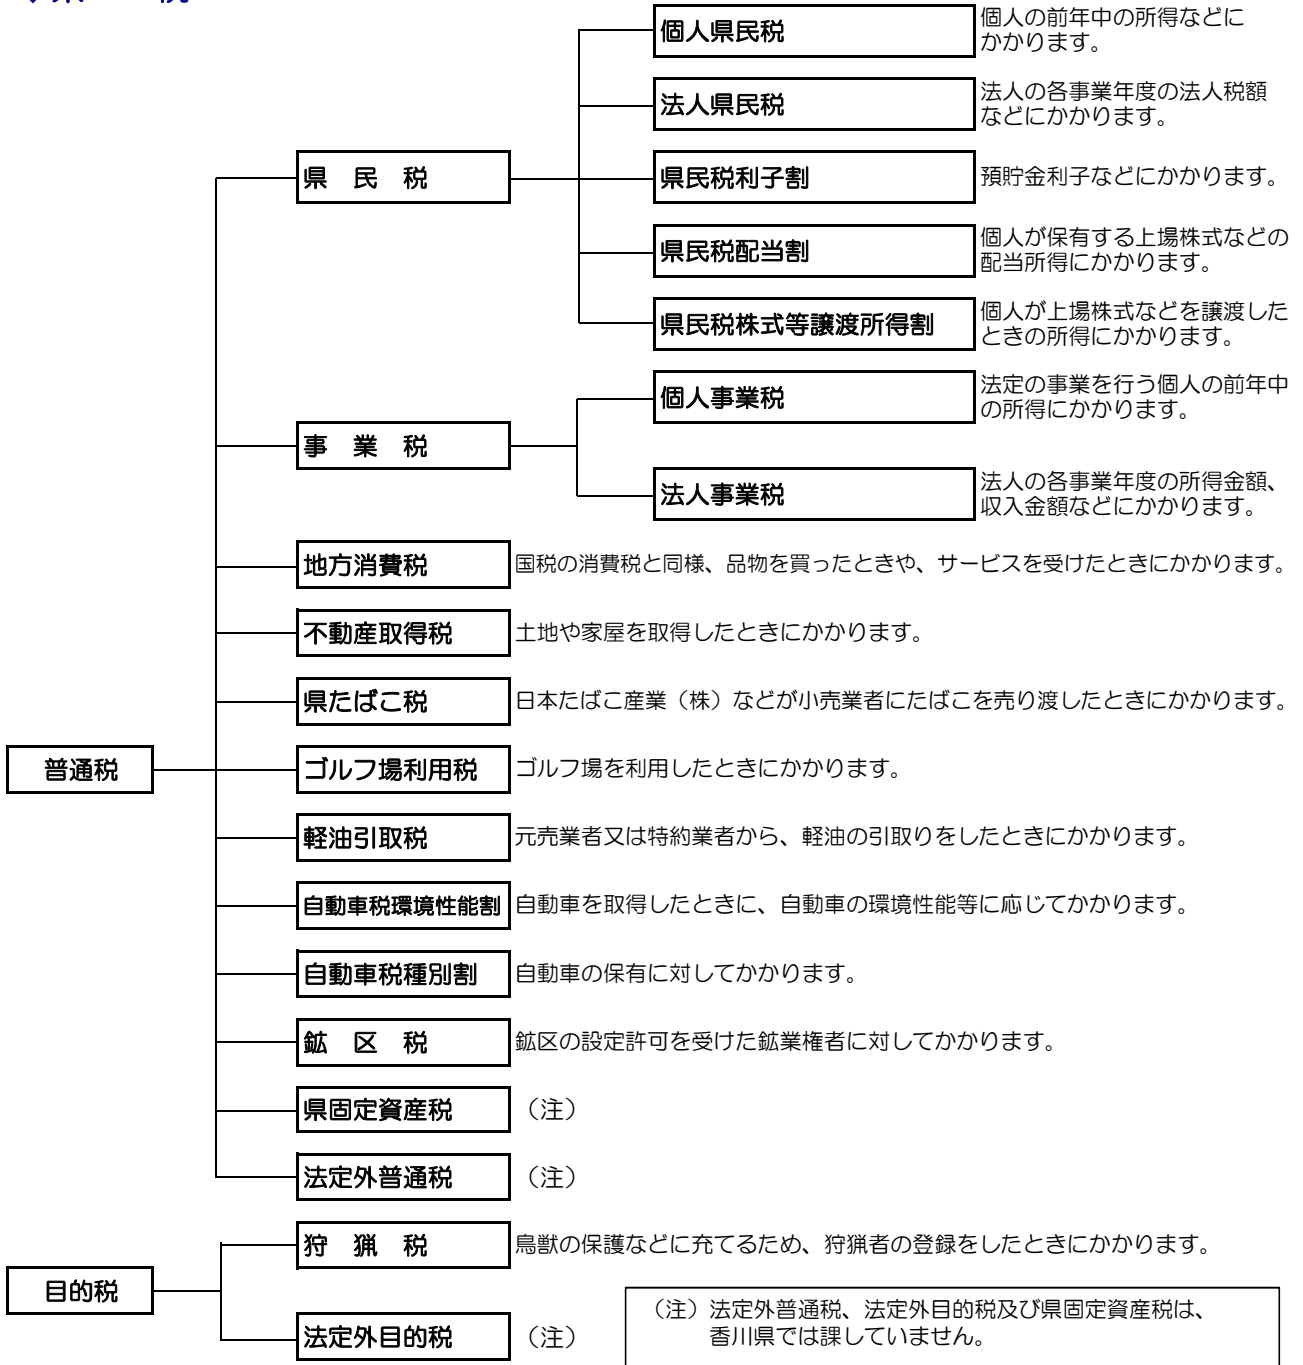 個人県民税
個人の前年中の所得などに
かかります。
法人県民税
法人の各事業年度の法人税額
などにかかります。
県　民　税
県民税利子割
預貯金利子などにかかります。
県民税配当割
個人が保有する上場株式などの
配当所得にかかります。
県民税株式等譲渡所得割
個人が上場株式などを譲渡した
ときの所得にかかります。
個人事業税
法定の事業を行う個人の前年中
の所得にかかります。
事　業　税
法人事業税
法人の各事業年度の所得金額、
収入金額などにかかります。
地方消費税
国税の消費税と同様、品物を買ったときや、サービスを受けたときにかかります。
不動産取得税
土地や家屋を取得したときにかかります。
県たばこ税
日本たばこ産業（株）などが小売業者にたばこを売り渡したときにかかります。
普通税
ゴルフ場利用税
ゴルフ場を利用したときにかかります。
軽油引取税
元売業者又は特約業者から、軽油の引取りをしたときにかかります。
自動車税環境性能割
自動車を取得したときに、自動車の環境性能等に応じてかかります。
自動車税種別割
自動車の保有に対してかかります。
鉱　区　税
鉱区の設定許可を受けた鉱業権者に対してかかります。
県固定資産税
（注）
法定外普通税
（注）
狩　猟　税
鳥獣の保護などに充てるため、狩猟者の登録をしたときにかかります。
目的税
法定外目的税
（注）
（注）法定外普通税、法定外目的税及び県固定資産税は、
香川県では課していません。